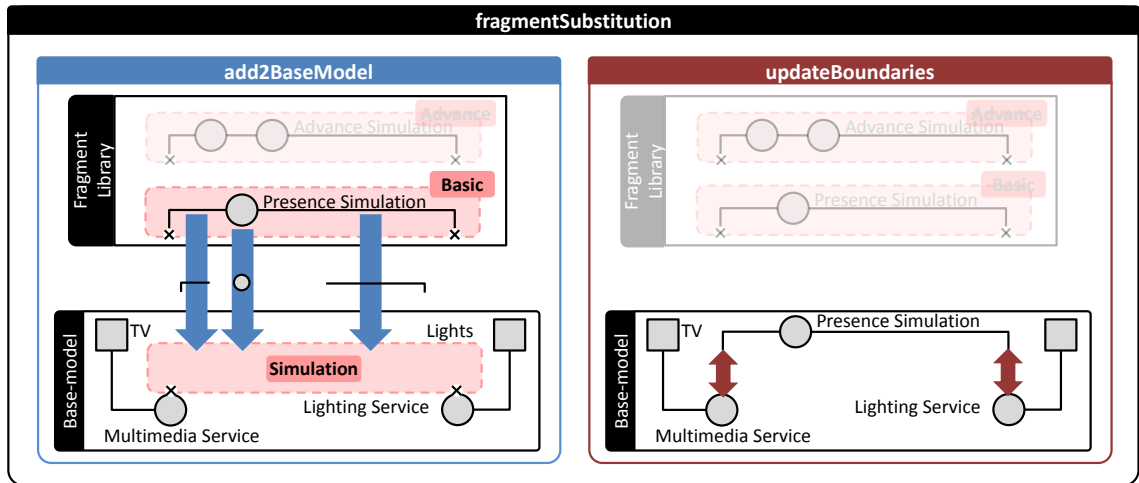 fragmentSubstitution
add2BaseModel
Fragment
Library
Advance
Advance Simulation
Basic
Presence Simulation
Base-model
TV
Lights
Simulation
Lighting Service
Multimedia Service
updateBoundaries
Fragment
Library
Advance
Advance Simulation
Basic
Presence Simulation
Base-model
TV
Presence Simulation
Lighting Service
Multimedia Service